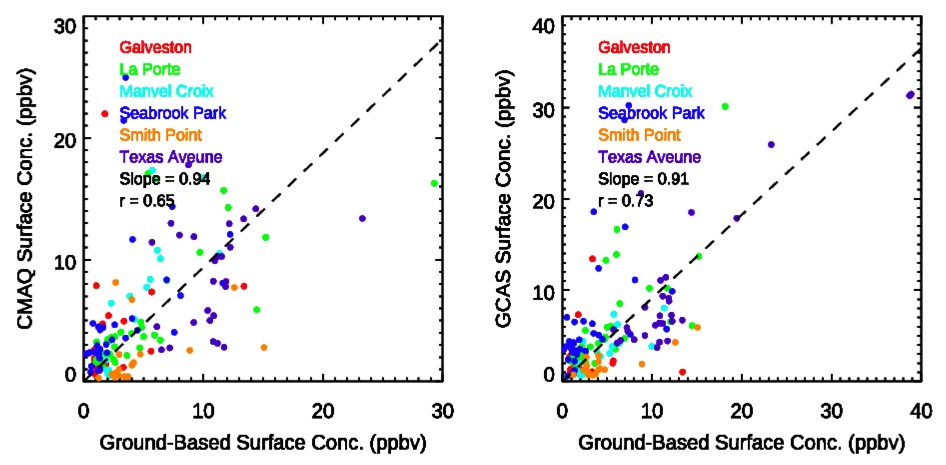 30
20
10
0
0
10
20
30
CMAQ Surface Conc. (ppbv)
Ground-Based Surface Conc. (ppbv)
Galveston
La Porte
Manvel Croix
Seabrook Park
Smith Point
Texas Aveune
Slope = 0.94
r = 0.65
40
30
20
10
0
0
10
20
30
40
GCAS Surface Conc. (ppbv)
Ground-Based Surface Conc. (ppbv)
Galveston
La Porte
Manvel Croix
Seabrook Park
Smith Point
Texas Aveune
Slope = 0.91
r = 0.73